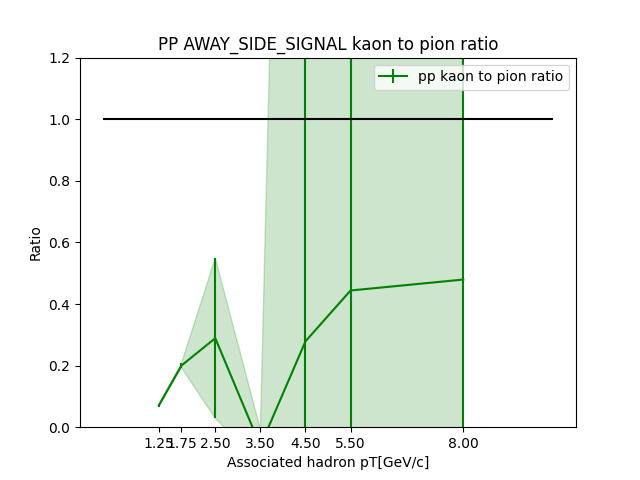 PP AWAY_SIDE_SIGNAL kaon to pion ratio
pp kaon to pion ratio
1.2
1.0
0.8
0.6
0.4
0.2
0.0
Ratio
1.25 1.75 2.50 3.50 4.50 5.50 8.00
Associated hadron pT[GeV/c]